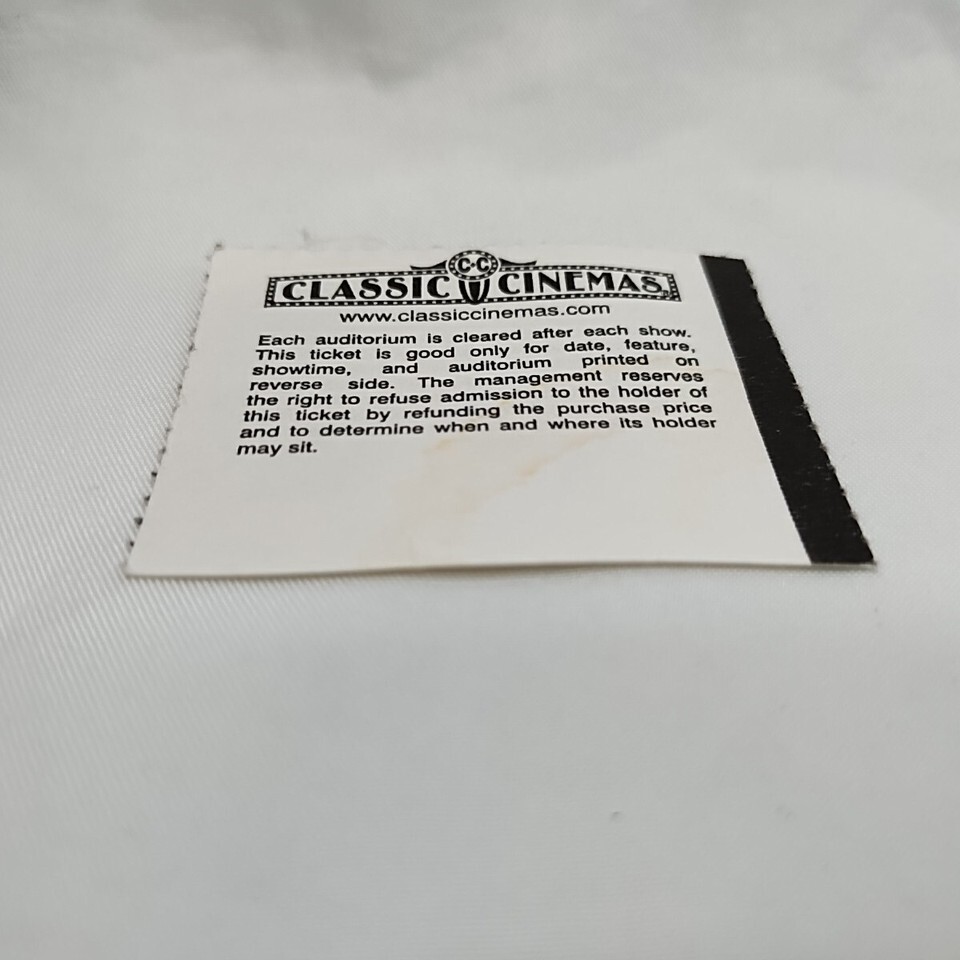 C·C
CLASSIC CINEMAS
www.classiccinemas.com
Each auditorium is cleared after each show.
This ticket is good only for date, feature,
showtime, and auditorium printed on
reverse side. The management reserves
the right to refuse admission to the holder of
this ticket by refunding the purchase price
and to determine when and where its holder
may sit.